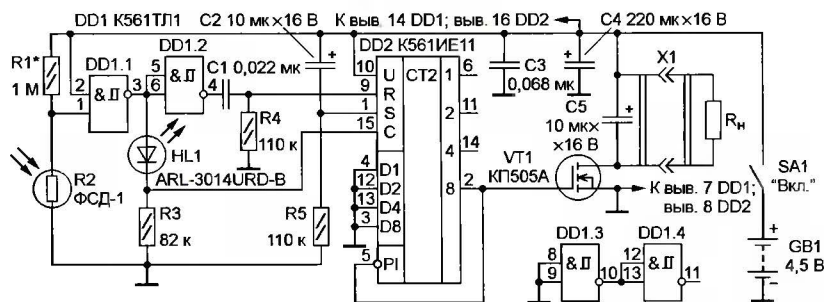 DD1 К561ТЛ1 C2 10 мк×16 В К выв. 14 DD1; выв. 16 DD2 C4 220 мк×16 В
DD1.2
DD2 К561ИЕ11
R1*
1 М
DD1.1
C1 0,022 мк
2
1
&
3
5
6
&
4
10
9
1
15
U
R
S
C
CT2
1
2
4
8
6
11
14
2
C3
0,068 мк
C5
10 мк×
×16 В
X1
Rн
R4
110 к
HL1
ARL-3014URD-B
R2
ФСД-1
R3
82 к
R5
110 к
4
12
13
3
D1
D2
D4
D8
5
PI
VT1
КП505А
К выв. 7 DD1;
выв. 8 DD2
SA1
"Вкл."
DD1.3
DD1.4
8
9
&
10
12
13
&
11
+
GB1
4,5 В